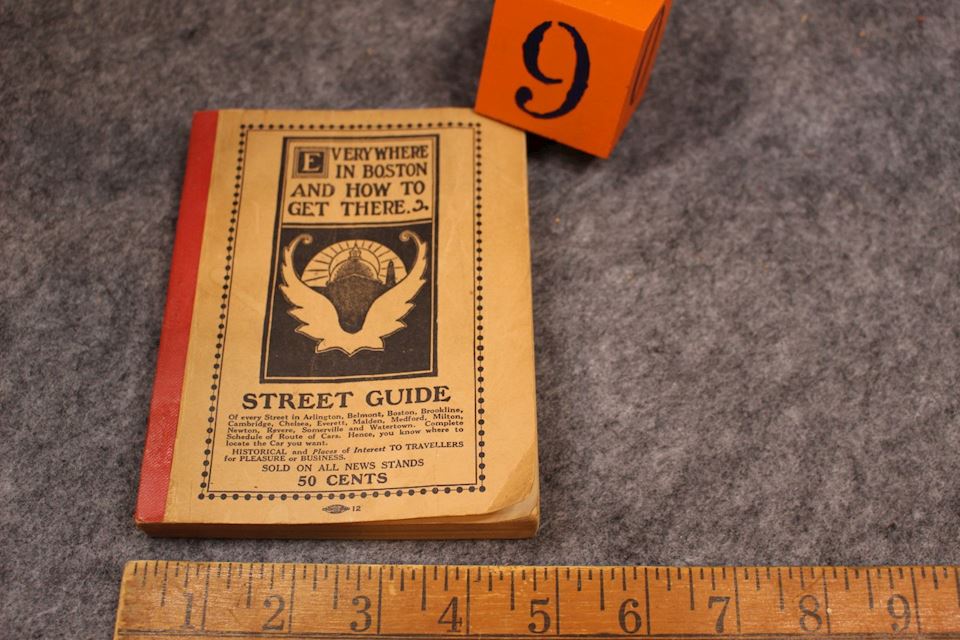 9
EVERYWHERE
IN BOSTON
AND HOW TO
GET THERE.
STREET GUIDE
Of every Street in Arlington, Belmont, Boston, Brookline,
Cambridge, Chelsea, Everett, Malden, Medford, Milton,
Newton, Revere, Somerville and Watertown. Complete
Schedule of Route of Cars. Hence, you know where to
locate the Car you want.
HISTORICAL and Places of Interest TO TRAVELLERS
for PLEASURE or BUSINESS.
SOLD ON ALL NEWS STANDS
50 CENTS
12
1 2 3 4 5 6 7 8 9